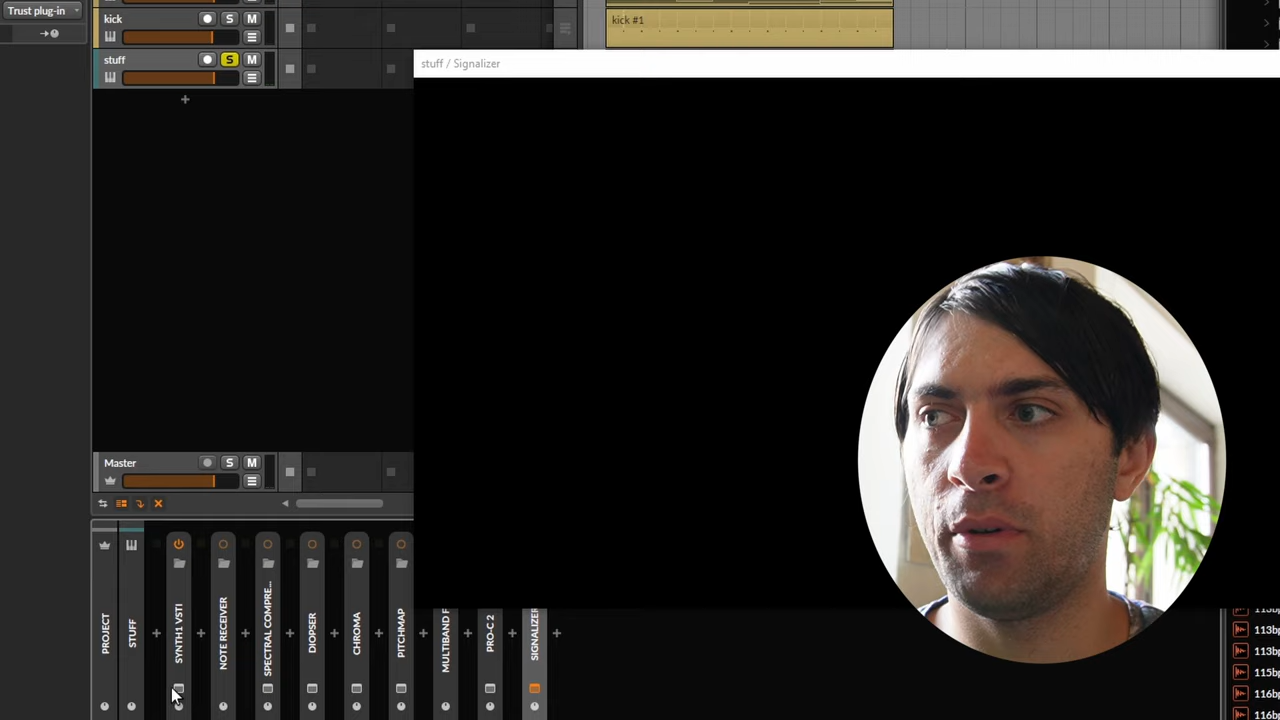 Trust plug-in
kick
S
M
kick #1
stuff
S
M
stuff / Signalizer
Master
S
M
PROJECT
STUFF
SYNTH1 VSTI
NOTE RECEIVER
SPECTRAL COMPRE...
DIOPSER
CHROMA
PITCHMAP
MULTIBAND F
PRO-C 2
SIGNALIZER
113bp
113bp
115bp
116bp
116bp